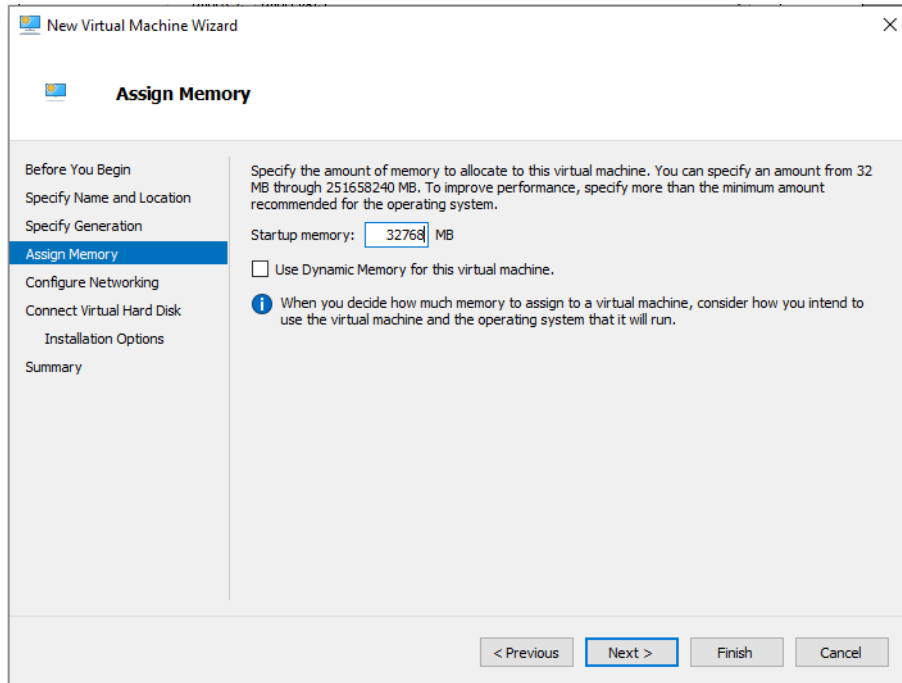 New Virtual Machine Wizard
Assign Memory
Before You Begin
Specify Name and Location
Specify Generation
Assign Memory
Configure Networking
Connect Virtual Hard Disk
Installation Options
Summary
Specify the amount of memory to allocate to this virtual machine. You can specify an amount from 32
MB through 251658240 MB. To improve performance, specify more than the minimum amount
recommended for the operating system.
Startup memory: 32768 MB
Use Dynamic Memory for this virtual machine.
When you decide how much memory to assign to a virtual machine, consider how you intend to
use the virtual machine and the operating system that it will run.
< Previous Next > Finish Cancel